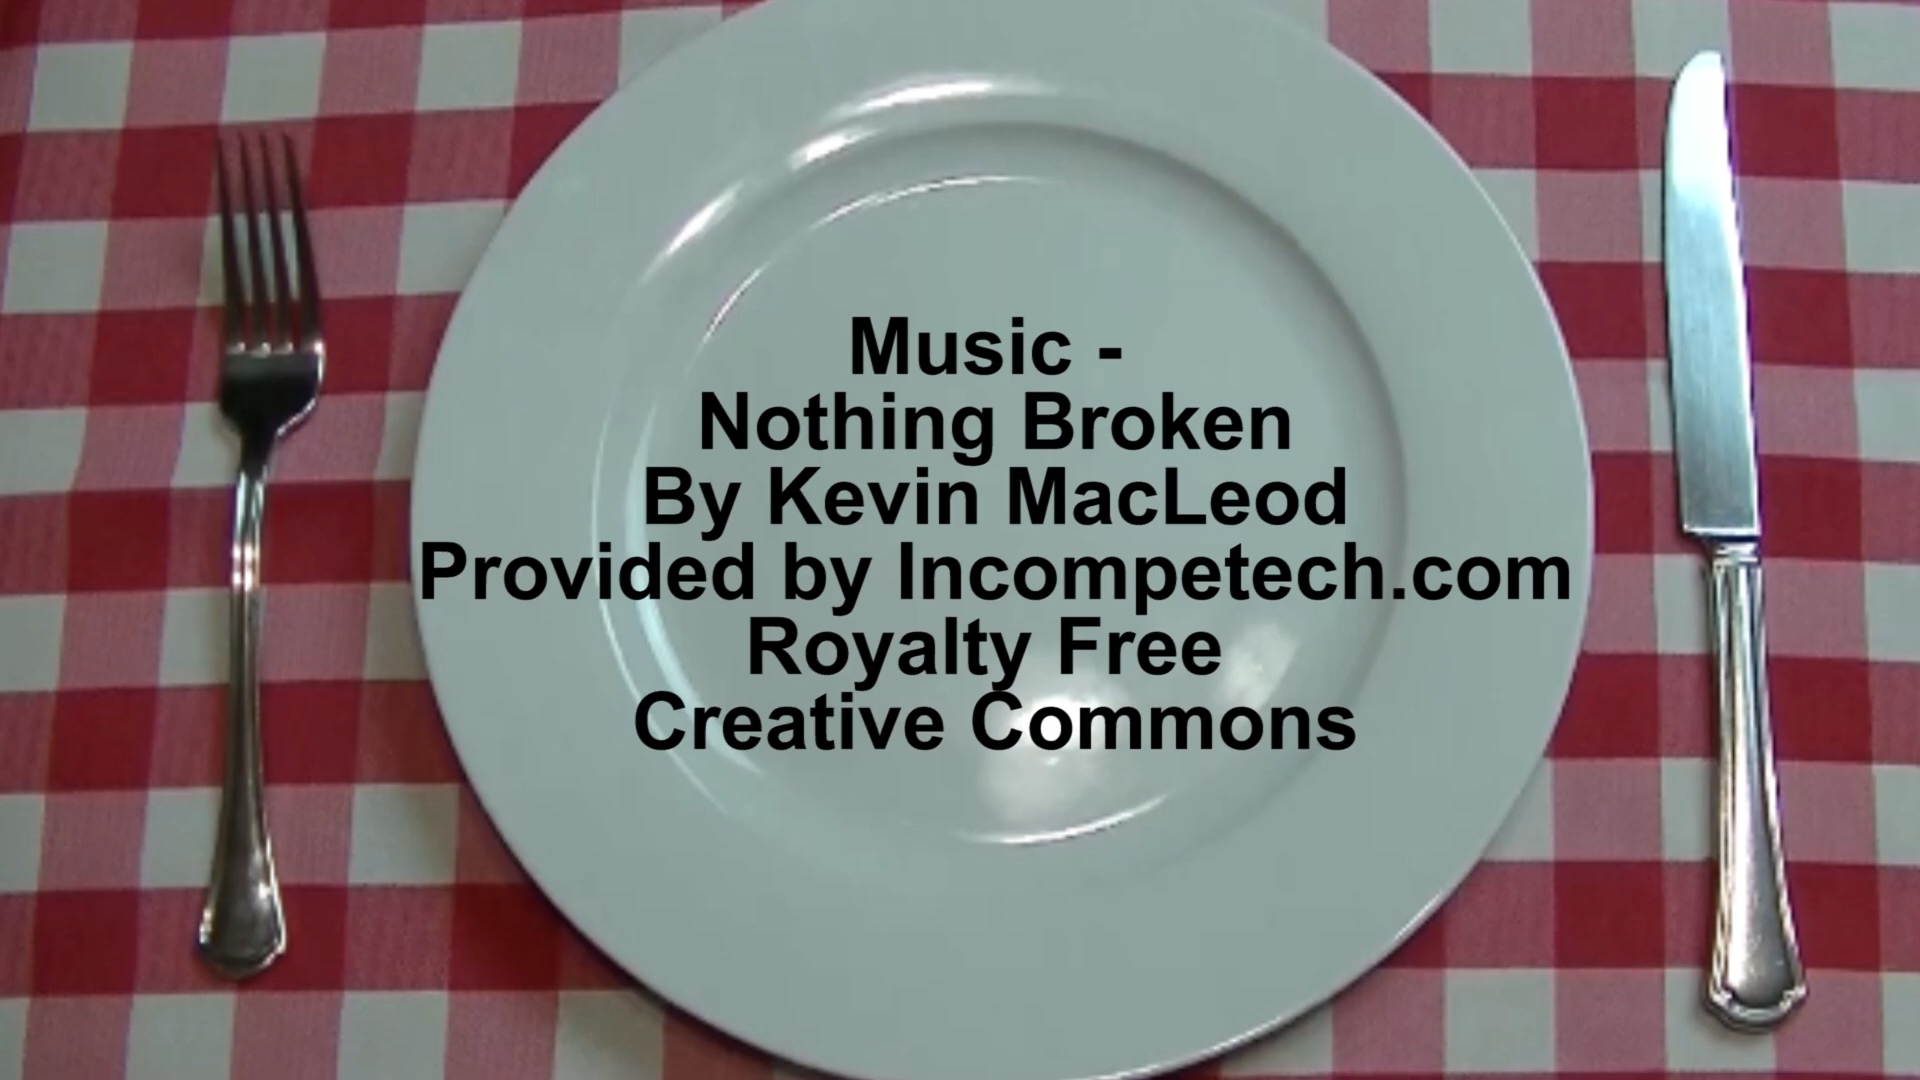 Music -
Nothing Broken
By Kevin MacLeod
Provided by Incompetech.com
Royalty Free
Creative Commons